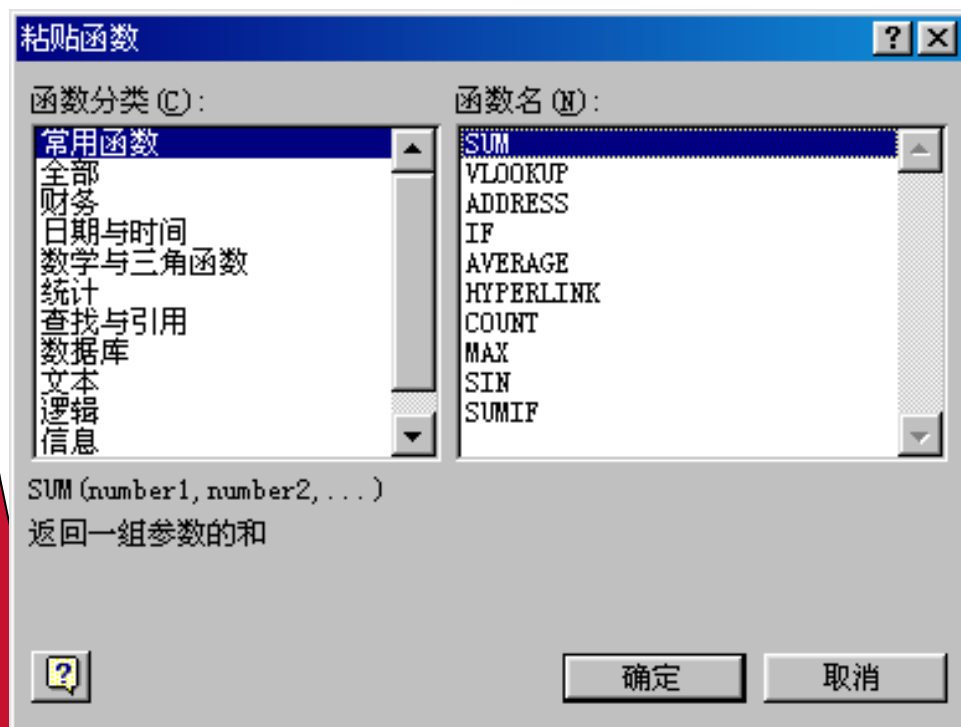 粘贴函数
函数分类(C):
常用函数
全部
财务
日期与时间
数学与三角函数
统计
查找与引用
数据库
文本
逻辑
信息
函数名(N):
SUM
VLOOKUP
ADDRESS
IF
AVERAGE
HYPERLINK
COUNT
MAX
SIN
SUMIF
SUM(number1,number2,...)
返回一组参数的和
确定
取消